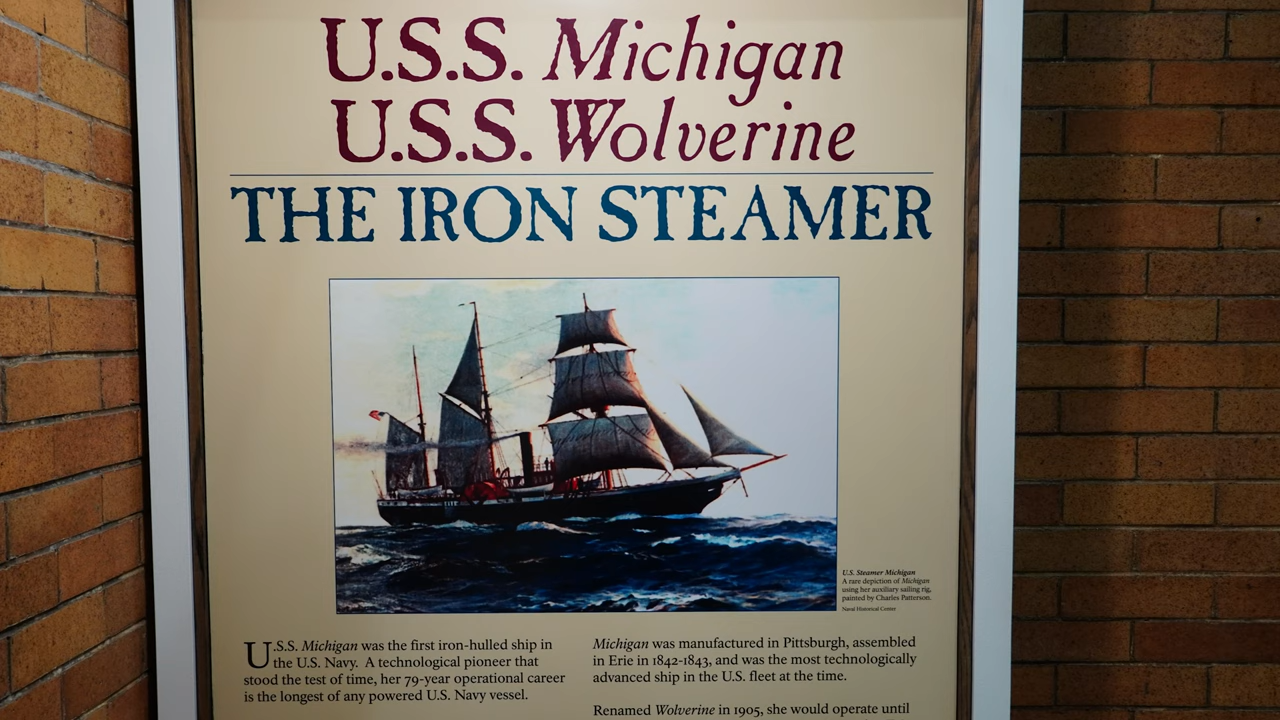 U.S.S. Michigan
U.S.S. Wolverine
THE IRON STEAMER
U.S. Steamer Michigan
A rare depiction of Michigan
using her auxiliary sailing rig,
painted by Charles Patterson.
Naval Historical Center
U.S.S. Michigan was the first iron-hulled ship in
the U.S. Navy. A technological pioneer that
stood the test of time, her 79-year operational career
is the longest of any powered U.S. Navy vessel.
Michigan was manufactured in Pittsburgh, assembled
in Erie in 1842-1843, and was the most technologically
advanced ship in the U.S. fleet at the time.
Renamed Wolverine in 1905, she would operate until